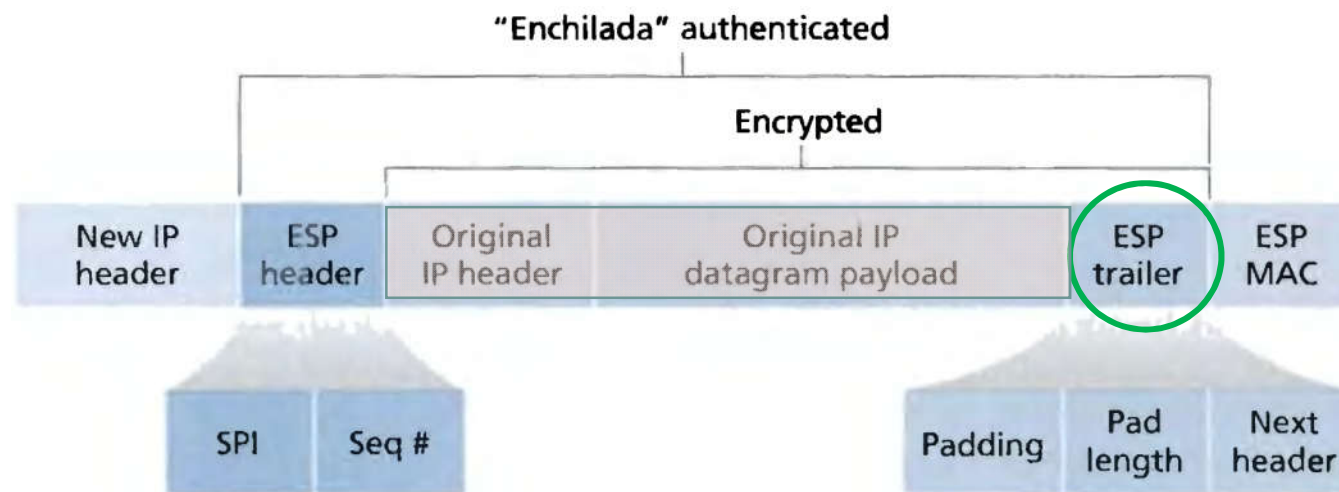 “Enchilada” authenticated
Encrypted
New IP
header
ESP
header
Original
IP header
Original IP
datagram payload
ESP
trailer
ESP
MAC
SPI
Seq #
Padding
Pad
length
Next
header